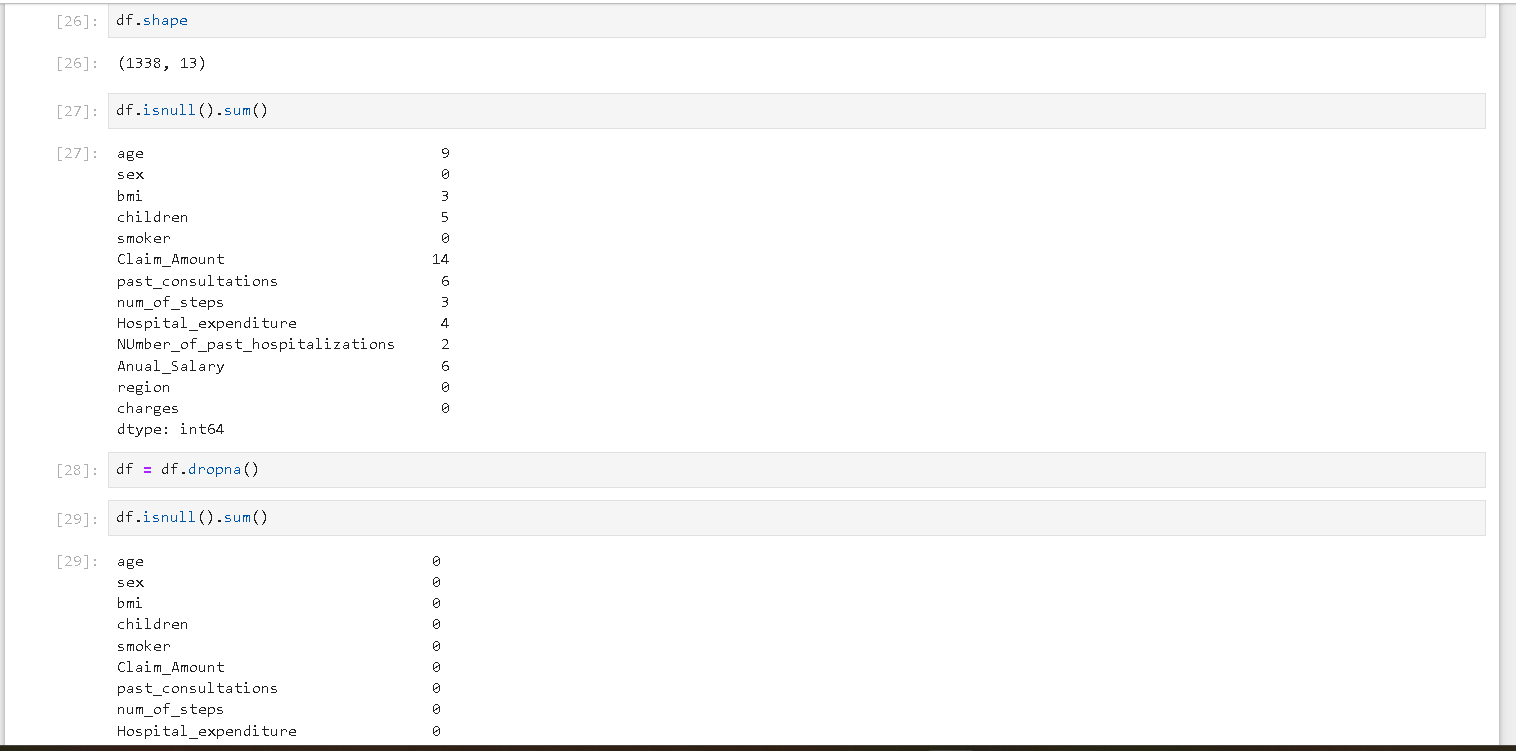 [26]: df.shape
[26]: (1338, 13)
[27]: df.isnull().sum()
[27]: age 9
sex 0
bmi 3
children 5
smoker 0
Claim_Amount 14
past_consultations 6
num_of_steps 3
Hospital_expenditure 4
NUmber_of_past_hospitalizations 2
Anual_Salary 6
region 0
charges 0
dtype: int64
[28]: df = df.dropna()
[29]: df.isnull().sum()
[29]: age 0
sex 0
bmi 0
children 0
smoker 0
Claim_Amount 0
past_consultations 0
num_of_steps 0
Hospital_expenditure 0